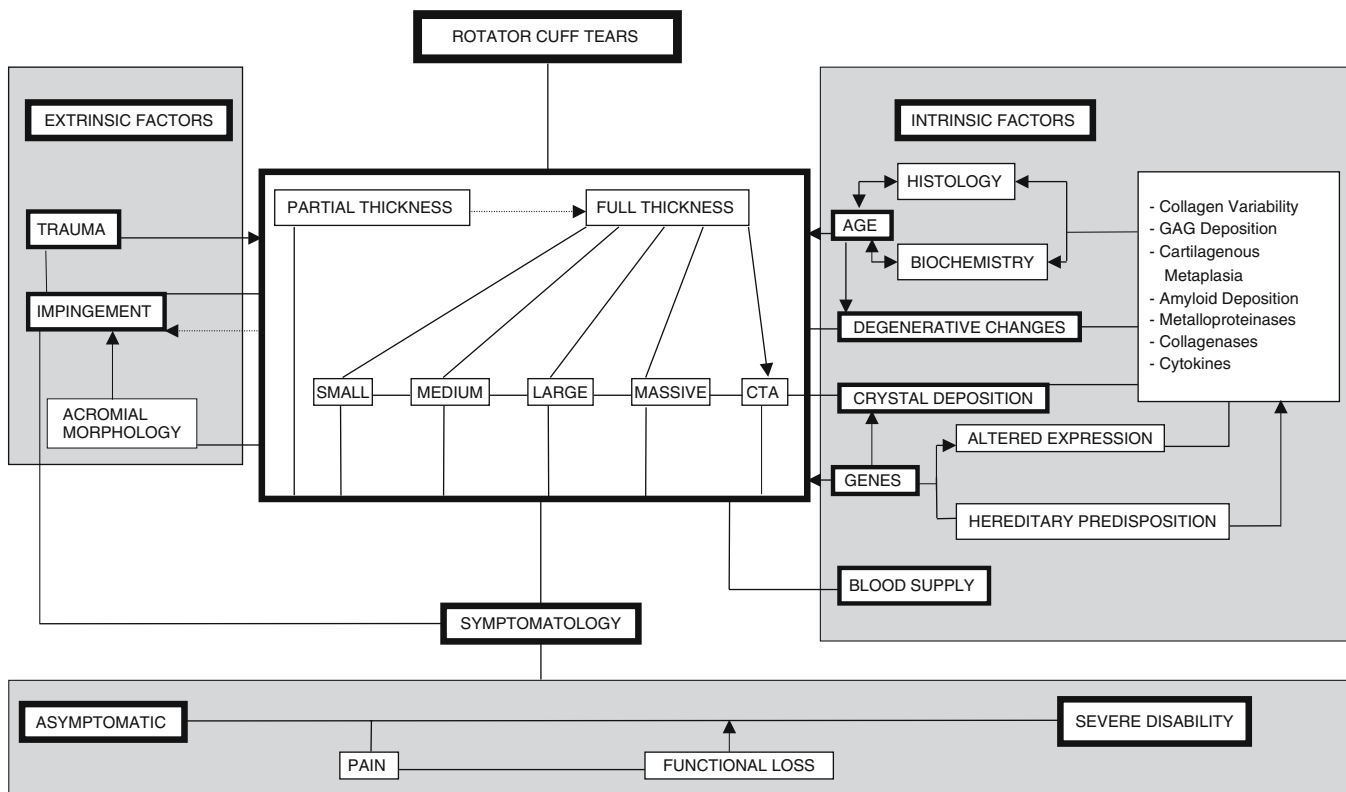 ROTATOR CUFF TEARS
EXTRINSIC FACTORS
TRAUMA
IMPINGEMENT
ACROMIAL
MORPHOLOGY
PARTIAL THICKNESS
FULL THICKNESS
SMALL
MEDIUM
LARGE
MASSIVE
CTA
INTRINSIC FACTORS
HISTOLOGY
AGE
BIOCHEMISTRY
DEGENERATIVE CHANGES
CRYSTAL DEPOSITION
ALTERED EXPRESSION
GENES
HEREDITARY PREDISPOSITION
BLOOD SUPPLY
- Collagen Variability
- GAG Deposition
- Cartilagenous
Metaplasia
- Amyloid Deposition
- Metalloproteinases
- Collagenases
- Cytokines
SYMPTOMATOLOGY
ASYMPTOMATIC
SEVERE DISABILITY
PAIN
FUNCTIONAL LOSS